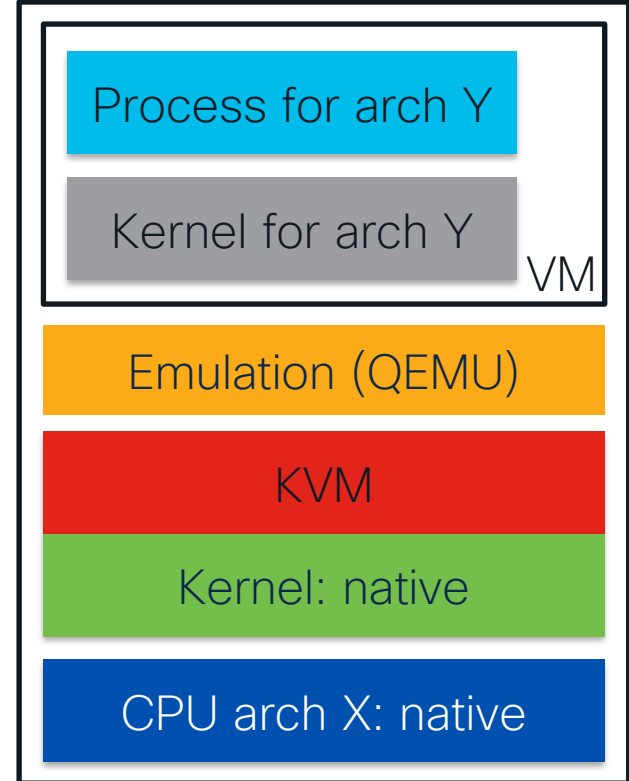 Process for arch Y
Kernel for arch Y
VM
Emulation (QEMU)
KVM
Kernel: native
CPU arch X: native